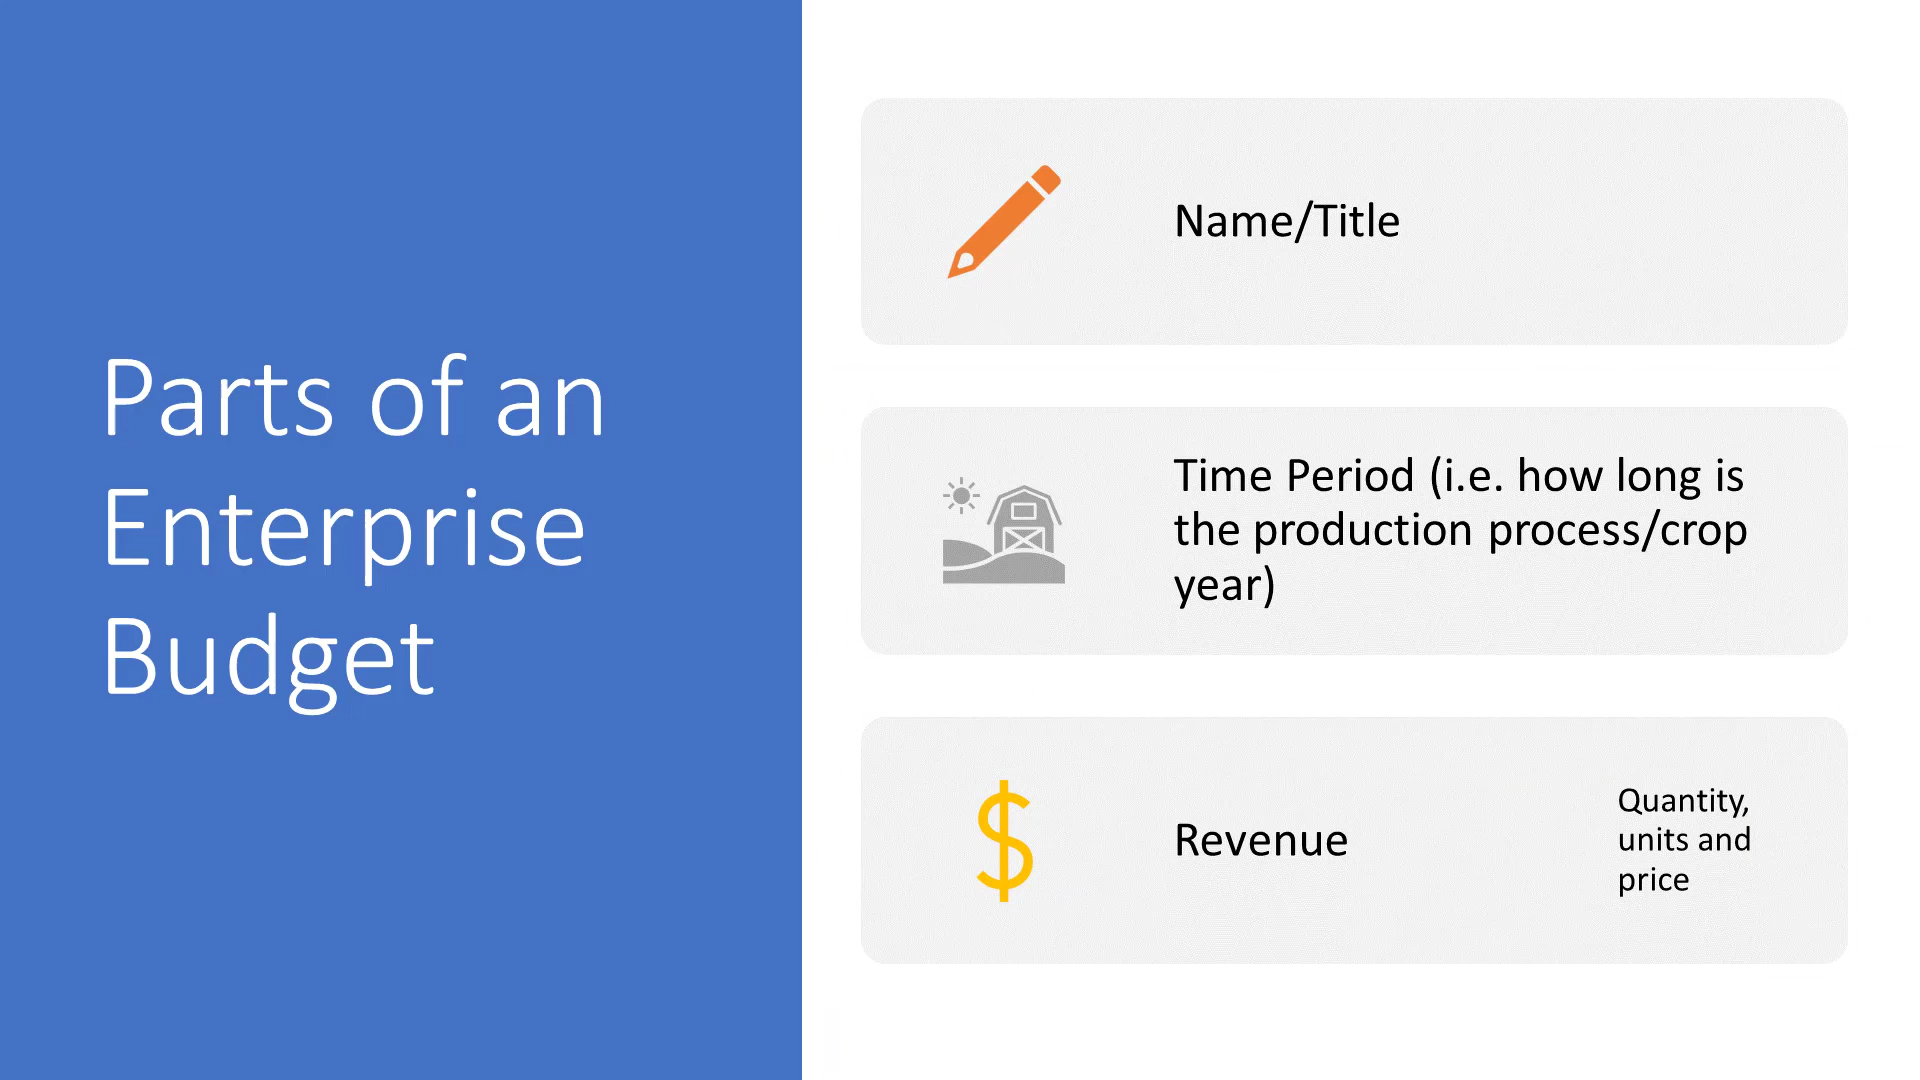 Parts of an
Enterprise
Budget
Name/Title
Time Period (i.e. how long is
the production process/crop
year)
Revenue
Quantity,
units and
price